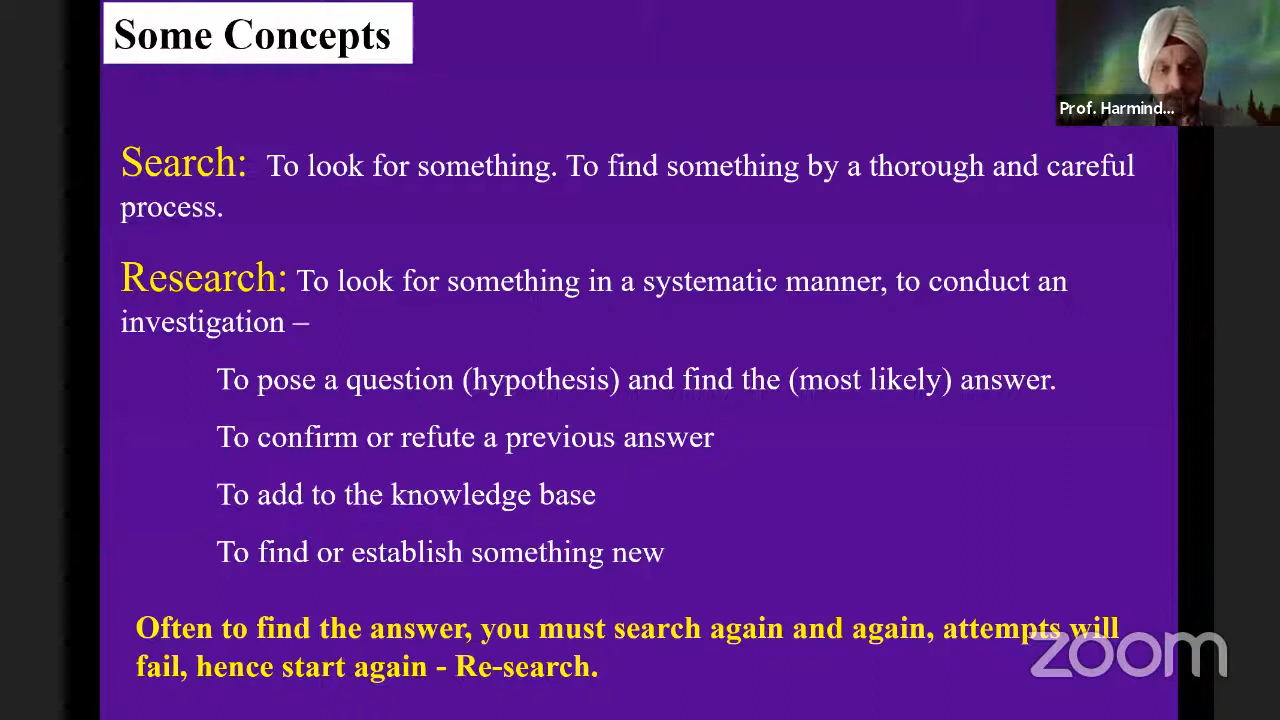 Some Concepts
Prof. Harmind...
Search: To look for something. To find something by a thorough and careful
process.
Research: To look for something in a systematic manner, to conduct an
investigation –
To pose a question (hypothesis) and find the (most likely) answer.
To confirm or refute a previous answer
To add to the knowledge base
To find or establish something new
Often to find the answer, you must search again and again, attempts will
fail, hence start again - Re-search.
zoom